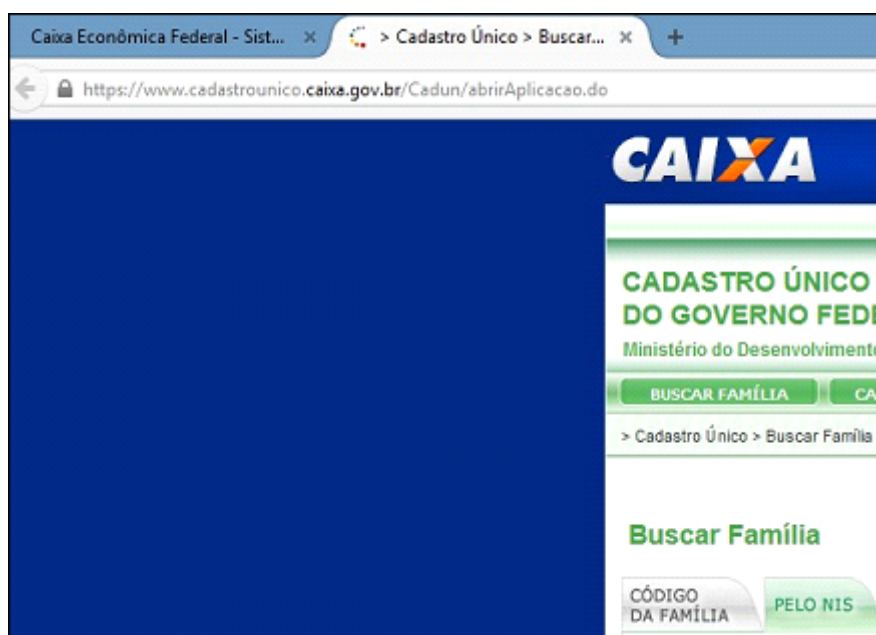 Caixa Econômica Federal - Sist... × > Cadastro Único > Buscar... × +
https://www.cadastrounico.caixa.gov.br/Cadun/abrirAplicacao.do
CAIXA
CADASTRO ÚNICO
DO GOVERNO FEDE
Ministério do Desenvolvimento
BUSCAR FAMÍLIA CA
> Cadastro Único > Buscar Família
Buscar Família
CÓDIGO
DA FAMÍLIA
PELO NIS